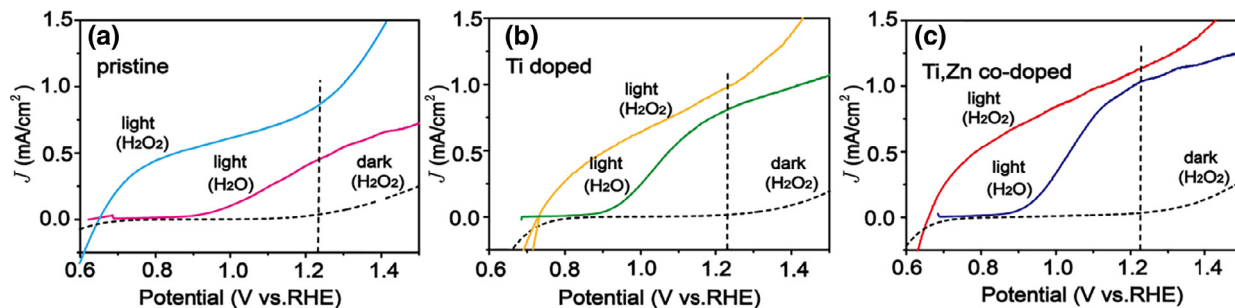 (a)
pristine
light
(H₂O₂)
light
(H₂O)
dark
(H₂O₂)
J (mA/cm²)
1.5
1.0
0.5
0.0
0.6 0.8 1.0 1.2 1.4
Potential (V vs.RHE)
(b)
Ti doped
light
(H₂O₂)
light
(H₂O)
dark
(H₂O₂)
J (mA/cm²)
1.5
1.0
0.5
0.0
0.6 0.8 1.0 1.2 1.4
Potential (V vs.RHE)
(c)
Ti,Zn co-doped
light
(H₂O₂)
light
(H₂O)
dark
(H₂O₂)
J (mA/cm²)
1.5
1.0
0.5
0.0
0.6 0.8 1.0 1.2 1.4
Potential (V vs.RHE)